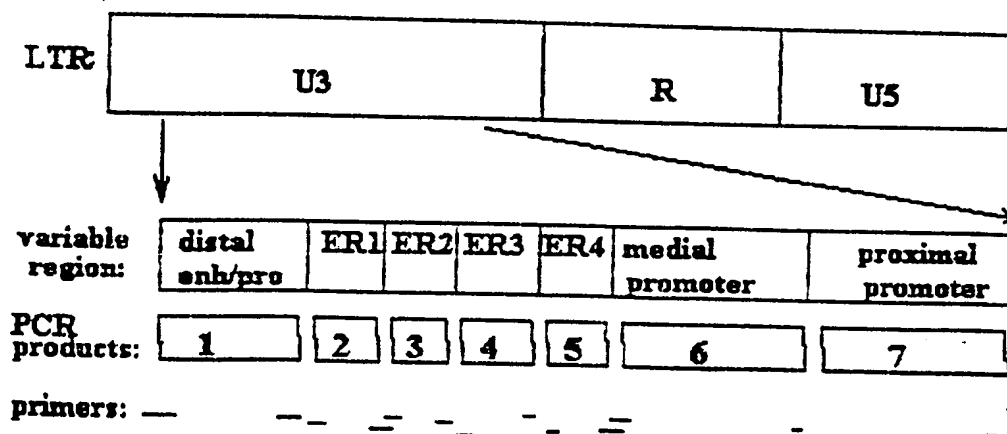 LTR:
U3 R U5
variable region:
distal enh/pro
ER1 ER2 ER3 ER4
medial promoter
proximal promoter
PCR products:
1 2 3 4 5 6 7
primers: